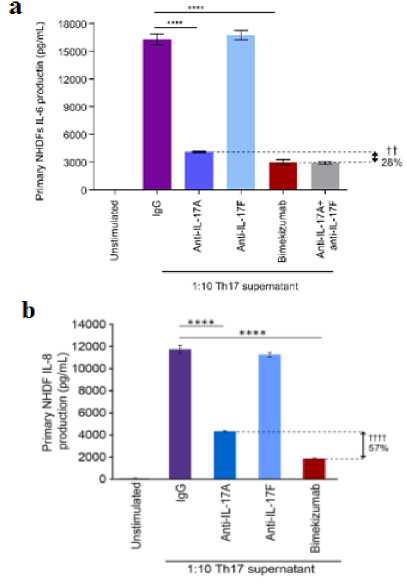 a
****
****
Primary NHDFs IL-6 productin (pg/mL)
18000
15000
12000
9000
6000
3000
0
††
28%
Unstimulated
IgG
Anti-IL-17A
Anti-IL-17F
Bimekizumab
Anti-IL-17A+
anti-IL-17F
1:10 Th17 supernatant
b
****
****
Primary NHDF IL-8
production (pg/mL)
14000
12000
10000
8000
6000
4000
2000
0
††††
57%
Unstimulated
IgG
Anti-IL-17A
Anti-IL-17F
Bimekizumab
1:10 Th17 supernatant